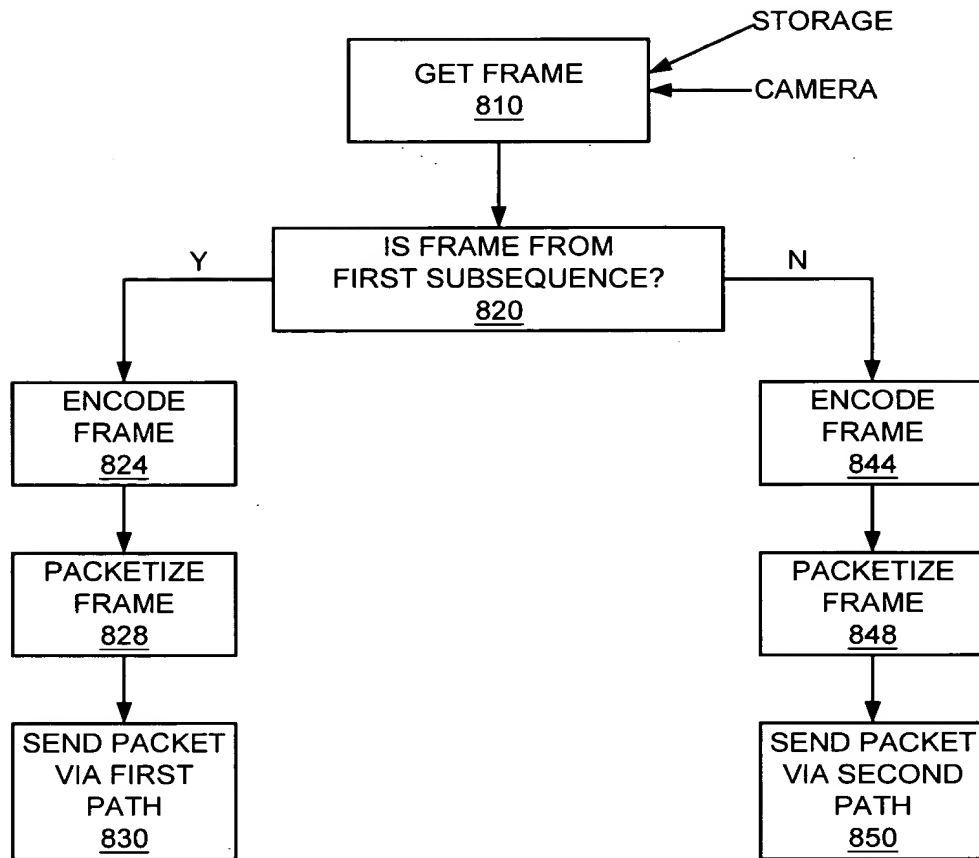 STORAGE
GET FRAME
810
CAMERA
IS FRAME FROM
FIRST SUBSEQUENCE?
820
Y
N
ENCODE
FRAME
824
ENCODE
FRAME
844
PACKETIZE
FRAME
828
PACKETIZE
FRAME
848
SEND PACKET
VIA FIRST
PATH
830
SEND PACKET
VIA SECOND
PATH
850